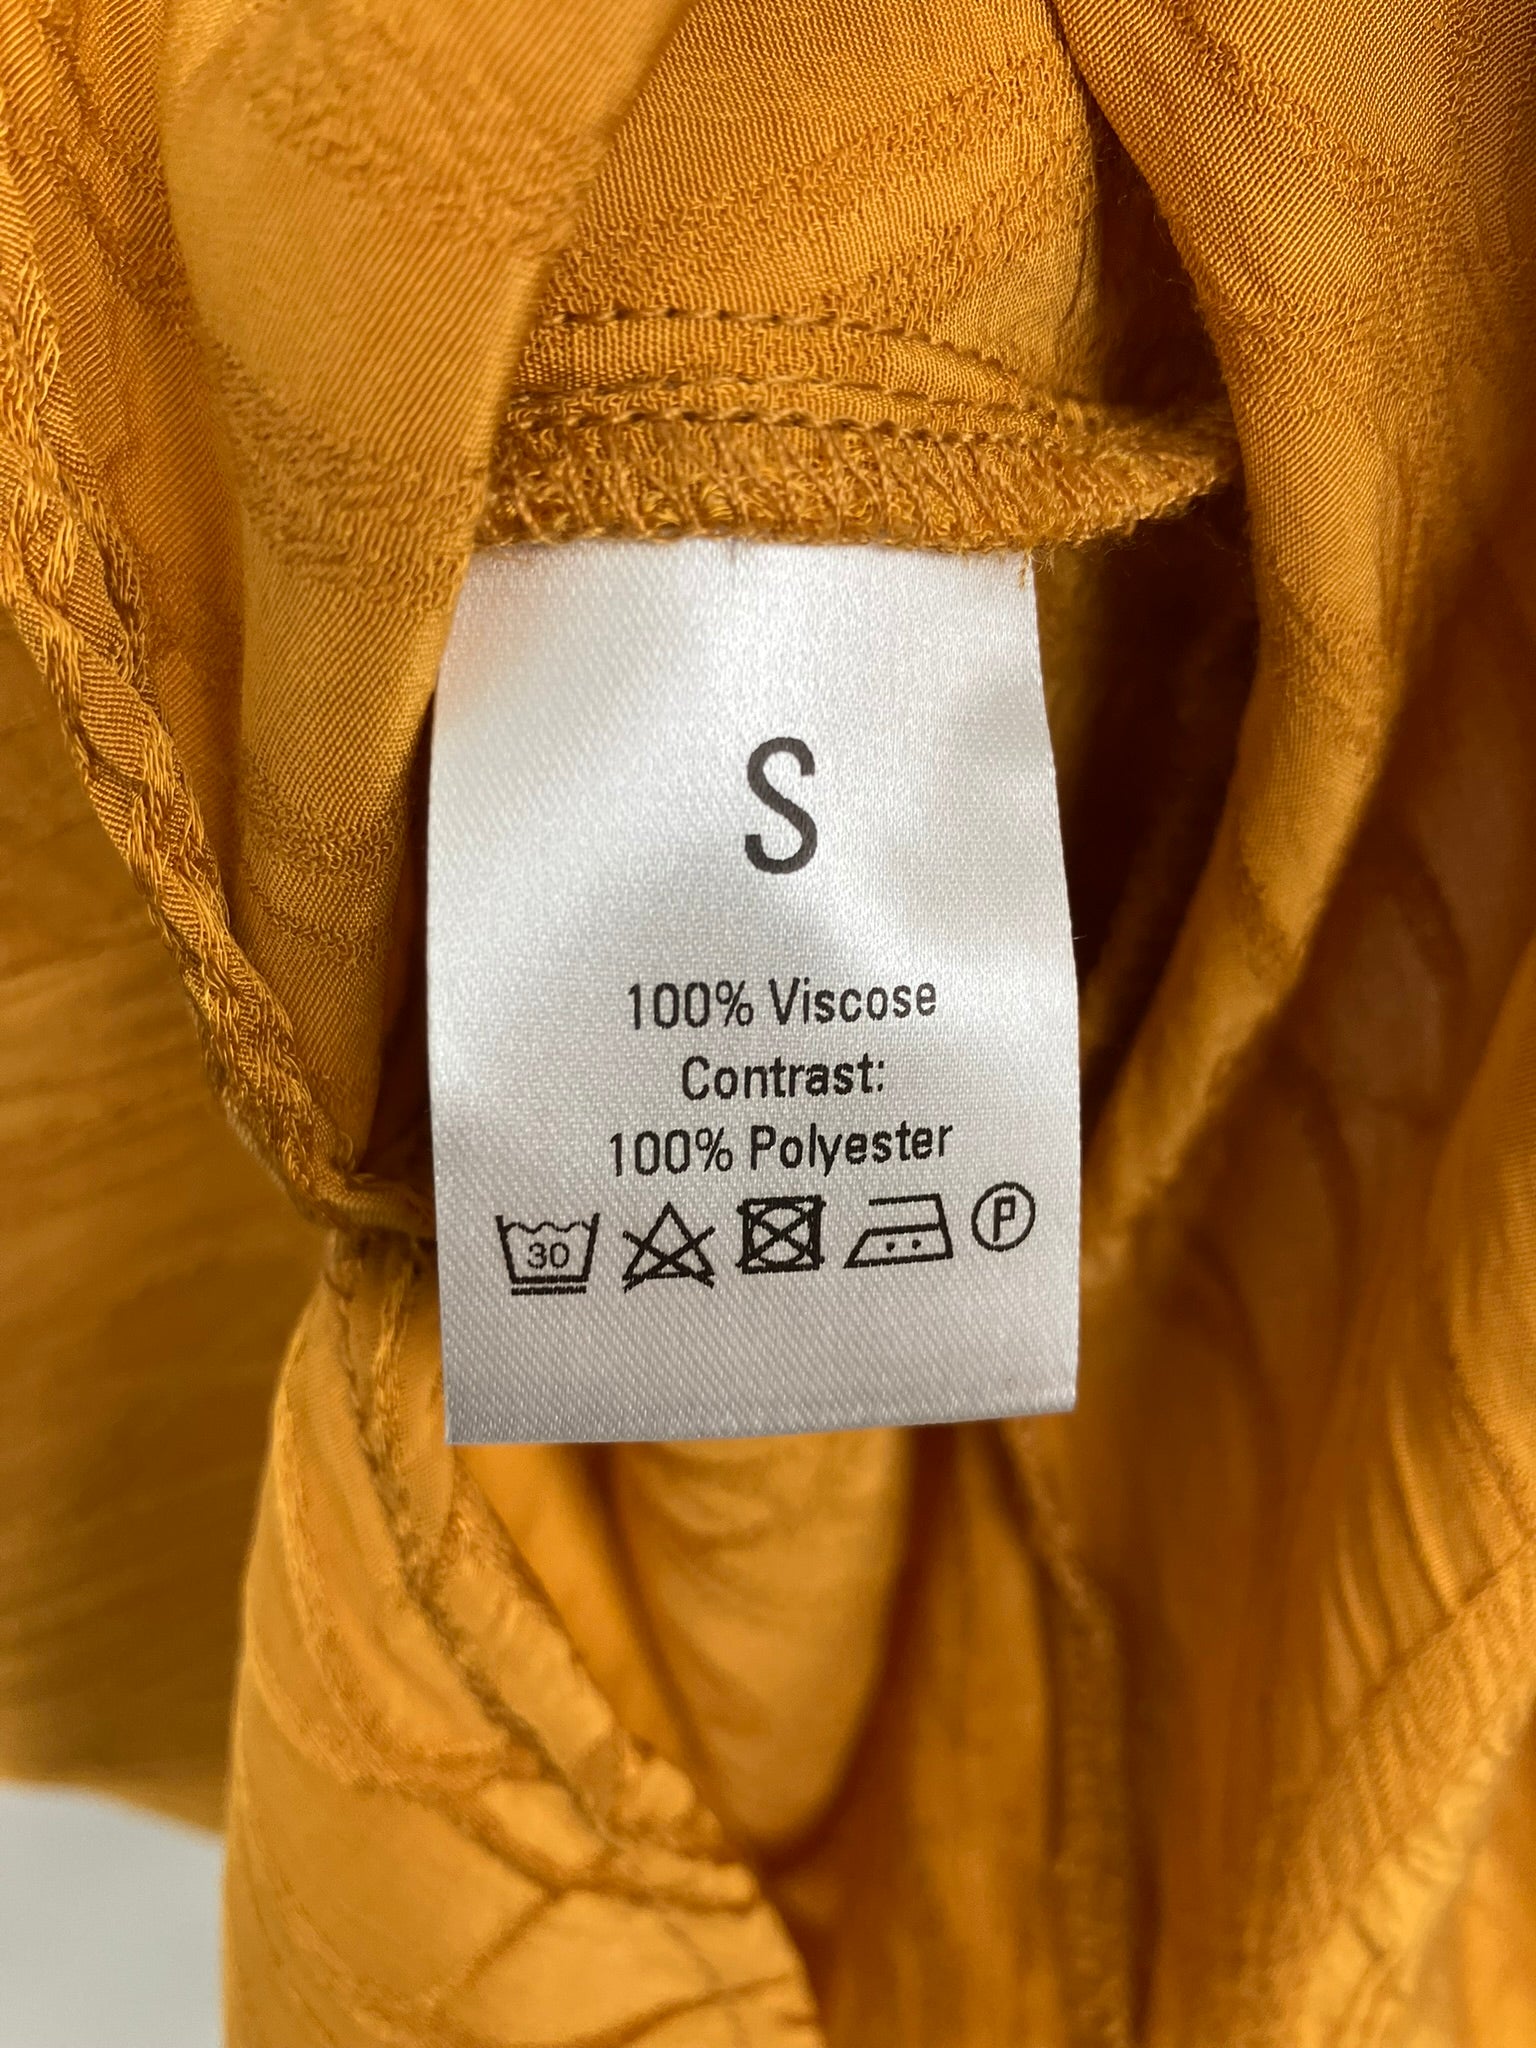 S
100% Viscose
Contrast:
100% Polyester
30 P